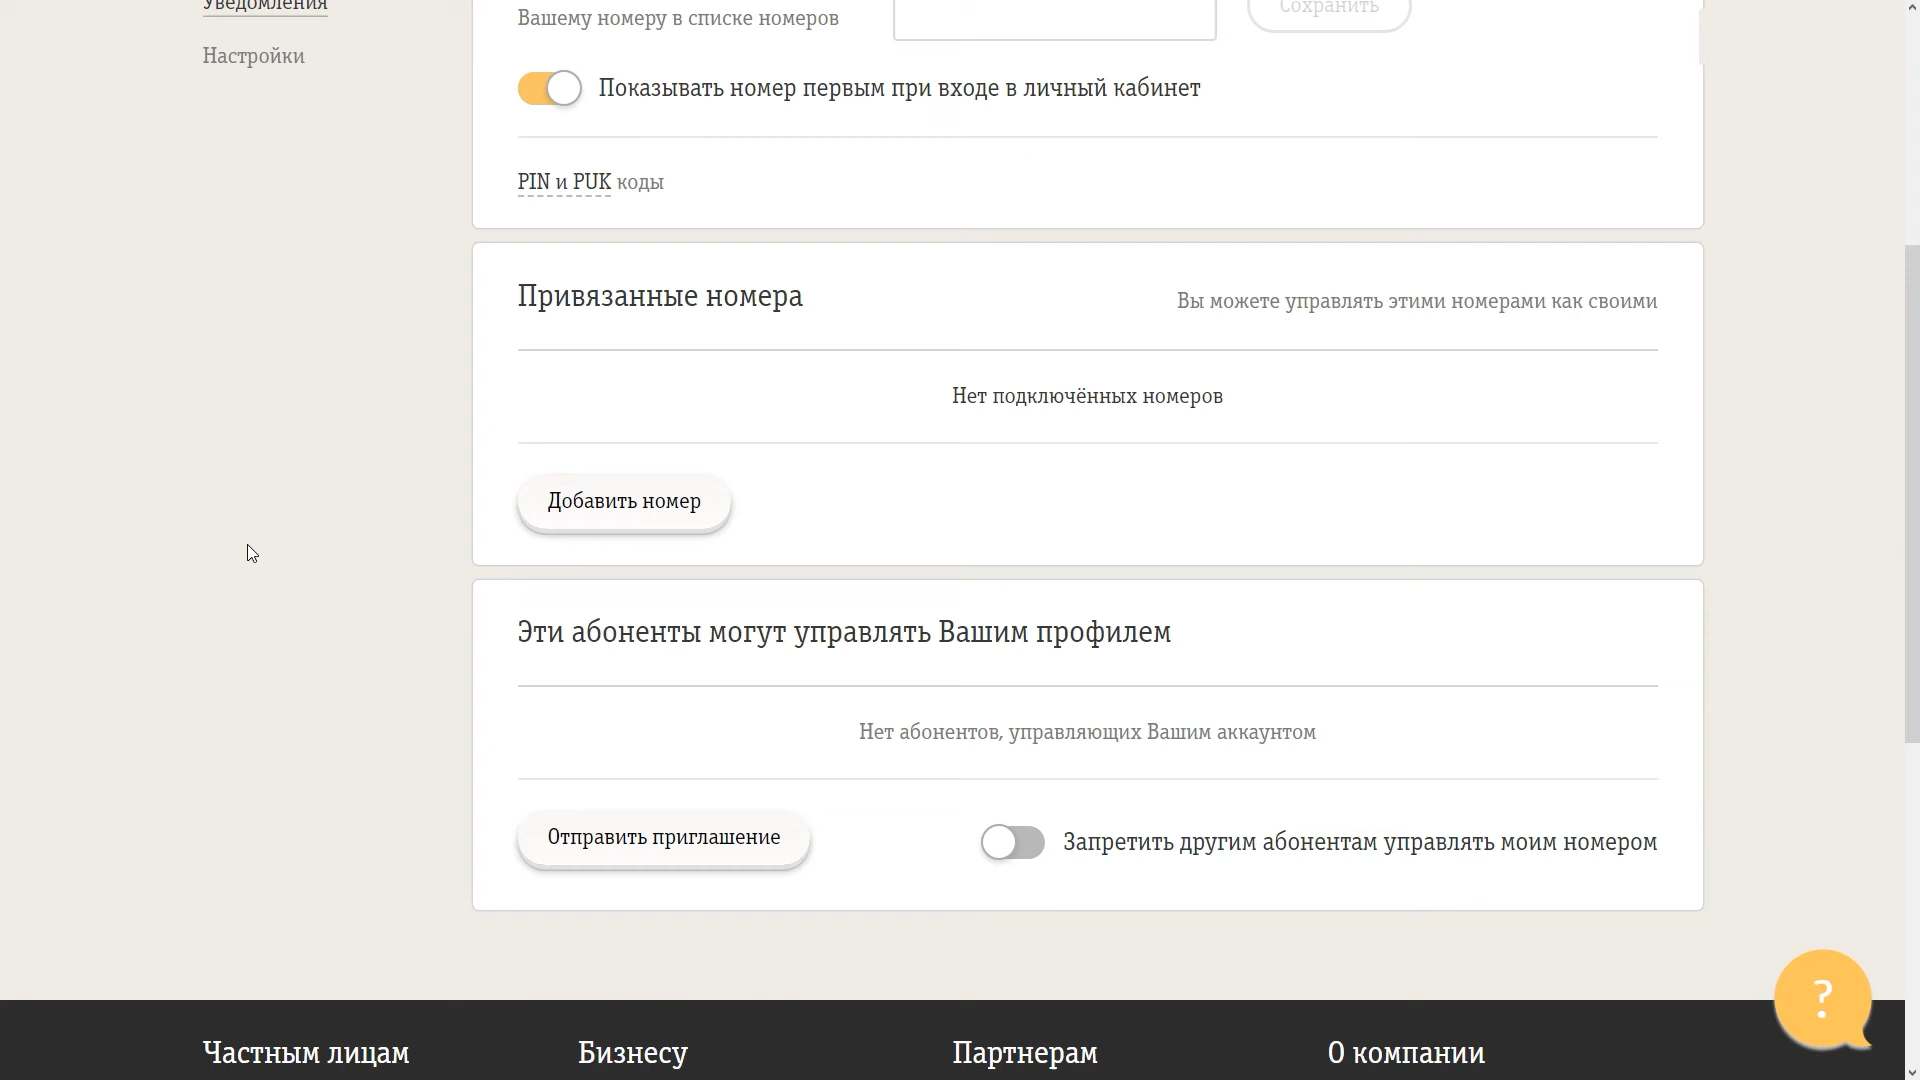 Уведомления
Вашему номеру в списке номеров
Сохранить
Настройки
Показывать номер первым при входе в личный кабинет
PIN и PUK коды
Привязанные номера
Вы можете управлять этими номерами как своими
Нет подключённых номеров
Добавить номер
Эти абоненты могут управлять Вашим профилем
Нет абонентов, управляющих Вашим аккаунтом
Отправить приглашение
Запретить другим абонентам управлять моим номером
?
Частным лицам
Бизнесу
Партнерам
О компании